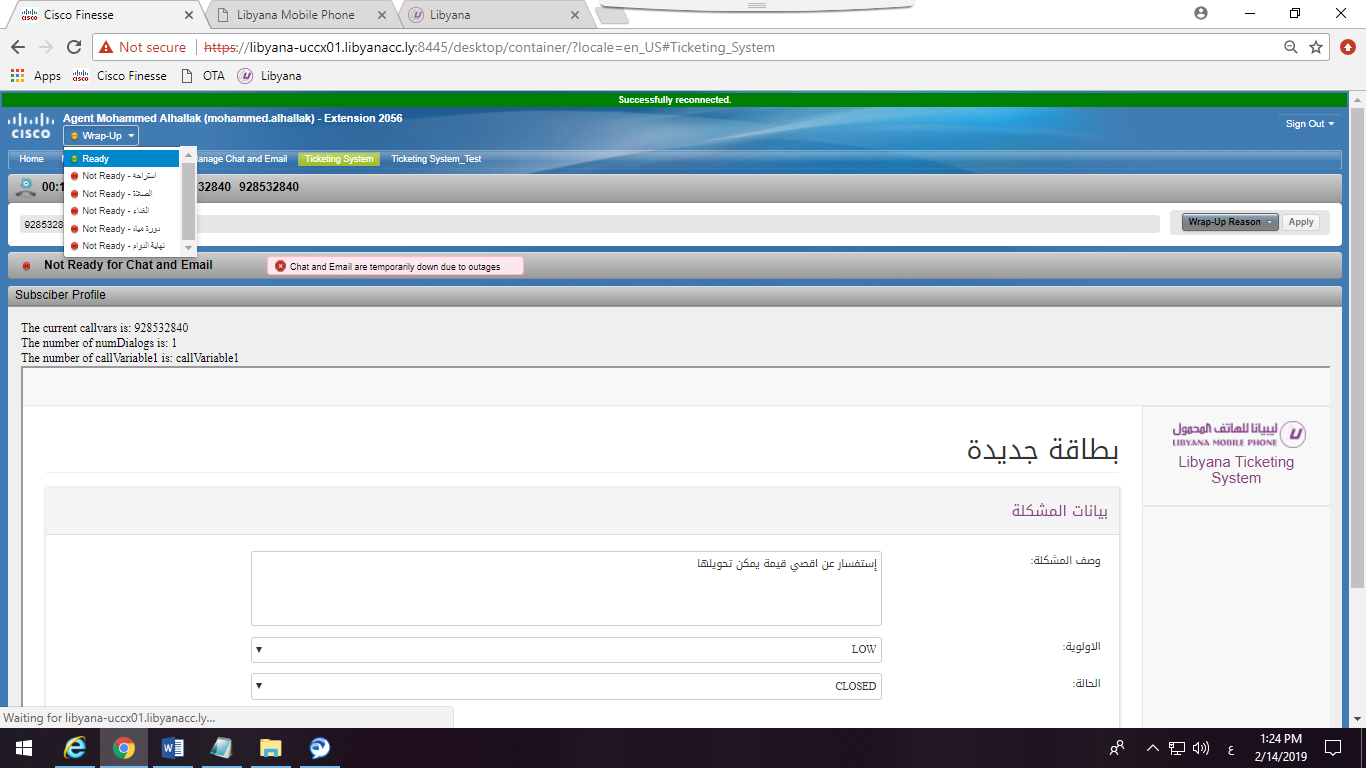 Cisco Finesse
Libyana Mobile Phone
Libyana
Not secure
https://libyana-uccx01.libyanacc.ly:8445/desktop/container/?locale=en_US#Ticketing_System
Apps
Cisco Finesse
OTA
Libyana
Successfully reconnected.
CISCO
Agent Mohammed Alhallak (mohammed.alhallak) - Extension 2056
Sign Out
Wrap-Up
Home
anage Chat and Email
Ticketing System
Ticketing System_Test
Ready
Not Ready - استراحة
Not Ready - الصلاة
Not Ready - الغداء
Not Ready - دورة مياه
Not Ready - نهاية الدوام
00:1
32840 928532840
928532
Wrap-Up Reason
Apply
Not Ready for Chat and Email
Chat and Email are temporarily down due to outages
Subsciber Profile
The current callvars is: 928532840
The number of numDialogs is: 1
The number of callVariable1 is: callVariable1
ليبيانا للهاتف المحمول
LIBYANA MOBILE PHONE
Libyana Ticketing
System
بطاقة جديدة
بيانات المشكلة
وصف المشكلة:
إستفسار عن اقصي قيمة يمكن تحويلها
الاولوية:
LOW
الحالة:
CLOSED
Waiting for libyana-uccx01.libyanacc.ly...
ع
1:24 PM
2/14/2019